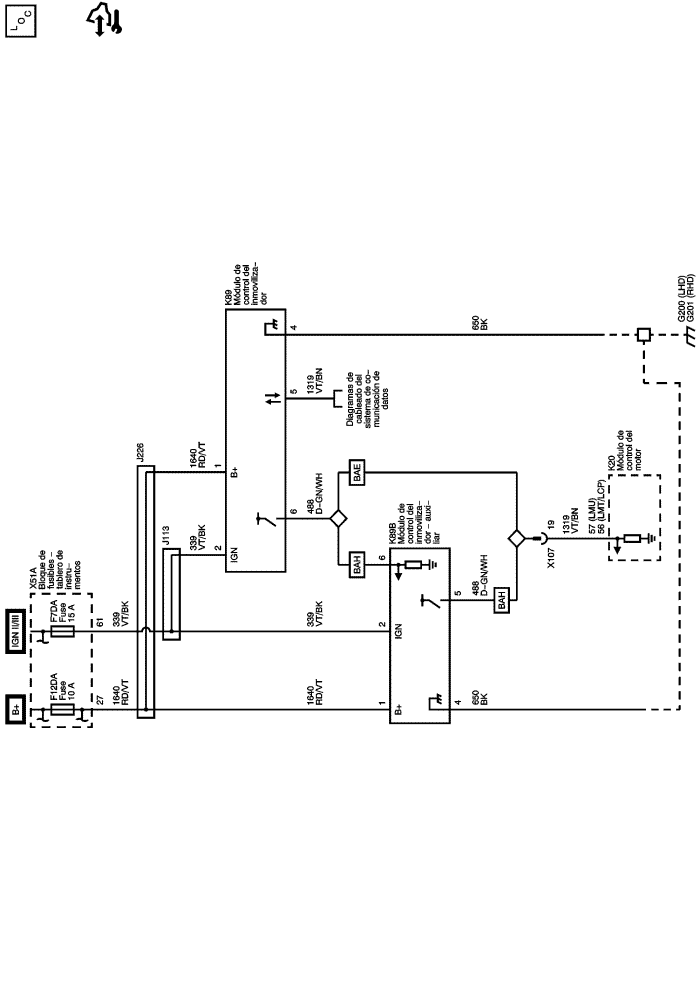 LOC
B+
IGN II/III
X51A
Bloque de
fusibles –
tablero de
instru–
mentos
F12DA
Fuse
10 A
F7DA
Fuse
15 A
27
61
1640
RD/VT
339
VT/BK
J226
J113
339
VT/BK
1640
RD/VT
2
1
IGN
B+
K89
Módulo de
control del
inmoviliza–
dor
6
5
4
488
D–GN/WH
1319
VT/BN
Diagramas de
cableado del
sistema de co–
municación de
datos
650
BK
1640
RD/VT
339
VT/BK
BAH
BAE
1
2
6
B+
IGN
K89B
Módulo de
control del
inmoviliza–
dor – auxi–
liar
4
5
650
BK
488
D–GN/WH
BAH
X107
19
1319
VT/BN
57 (LMU)
56 (LMT/LCP)
K20
Módulo de
control del
motor
G200 (LHD)
G201 (RHD)